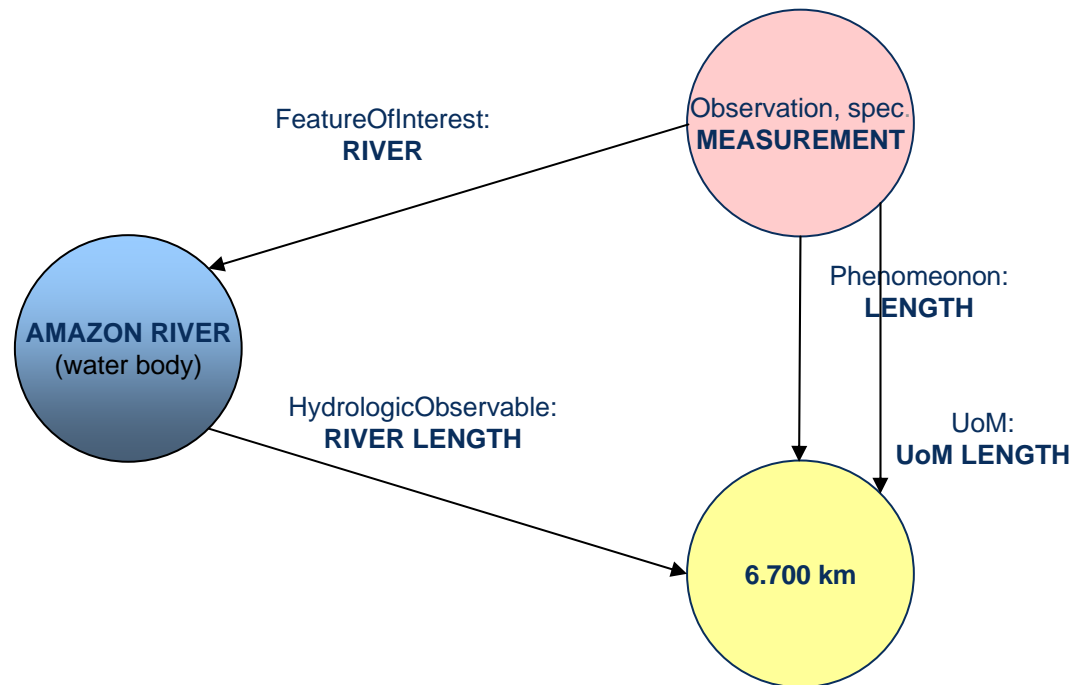 Observation, spec.
MEASUREMENT
FeatureOfInterest:
RIVER
Phenomeonon:
LENGTH
AMAZON RIVER
(water body)
HydrologicObservable:
RIVER LENGTH
UoM:
UoM LENGTH
6.700 km